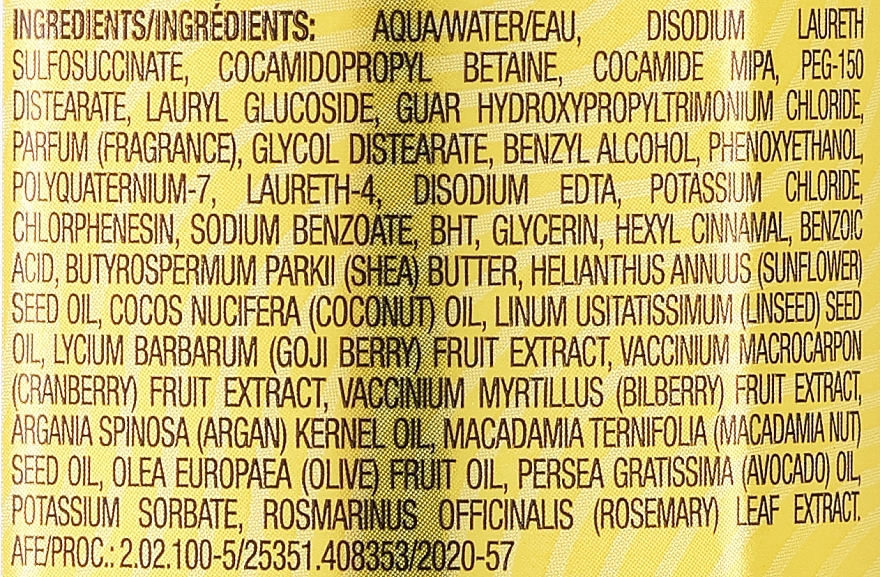 INGREDIENTS/INGRÉDIENTS: AQUA/WATER/EAU, DISODIUM LAURETH
SULFOSUCCINATE, COCAMIDOPROPYL BETAINE, COCAMIDE MIPA, PEG-150
DISTEARATE, LAURYL GLUCOSIDE, GUAR HYDROXYPROPYLTRIMONIUM CHLORIDE,
PARFUM (FRAGRANCE), GLYCOL DISTEARATE, BENZYL ALCOHOL, PHENOXYETHANOL,
POLYQUATERNIUM-7, LAURETH-4, DISODIUM EDTA, POTASSIUM CHLORIDE,
CHLORPHENESIN, SODIUM BENZOATE, BHT, GLYCERIN, HEXYL CINNAMAL, BENZOIC
ACID, BUTYROSPERMUM PARKII (SHEA) BUTTER, HELIANTHUS ANNUUS (SUNFLOWER)
SEED OIL, COCOS NUCIFERA (COCONUT) OIL, LINUM USITATISSIMUM (LINSEED) SEED
OIL, LYCIUM BARBARUM (GOJI BERRY) FRUIT EXTRACT, VACCINIUM MACROCARPON
(CRANBERRY) FRUIT EXTRACT, VACCINIUM MYRTILLUS (BILBERRY) FRUIT EXTRACT,
ARGANIA SPINOSA (ARGAN) KERNEL OIL, MACADAMIA TERNIFOLIA (MACADAMIA NUT)
SEED OIL, OLEA EUROPAEA (OLIVE) FRUIT OIL, PERSEA GRATISSIMA (AVOCADO) OIL,
POTASSIUM SORBATE, ROSMARINUS OFFICINALIS (ROSEMARY) LEAF EXTRACT.
AFE/PROC.: 2.02.100-5/25351.408353/2020-57